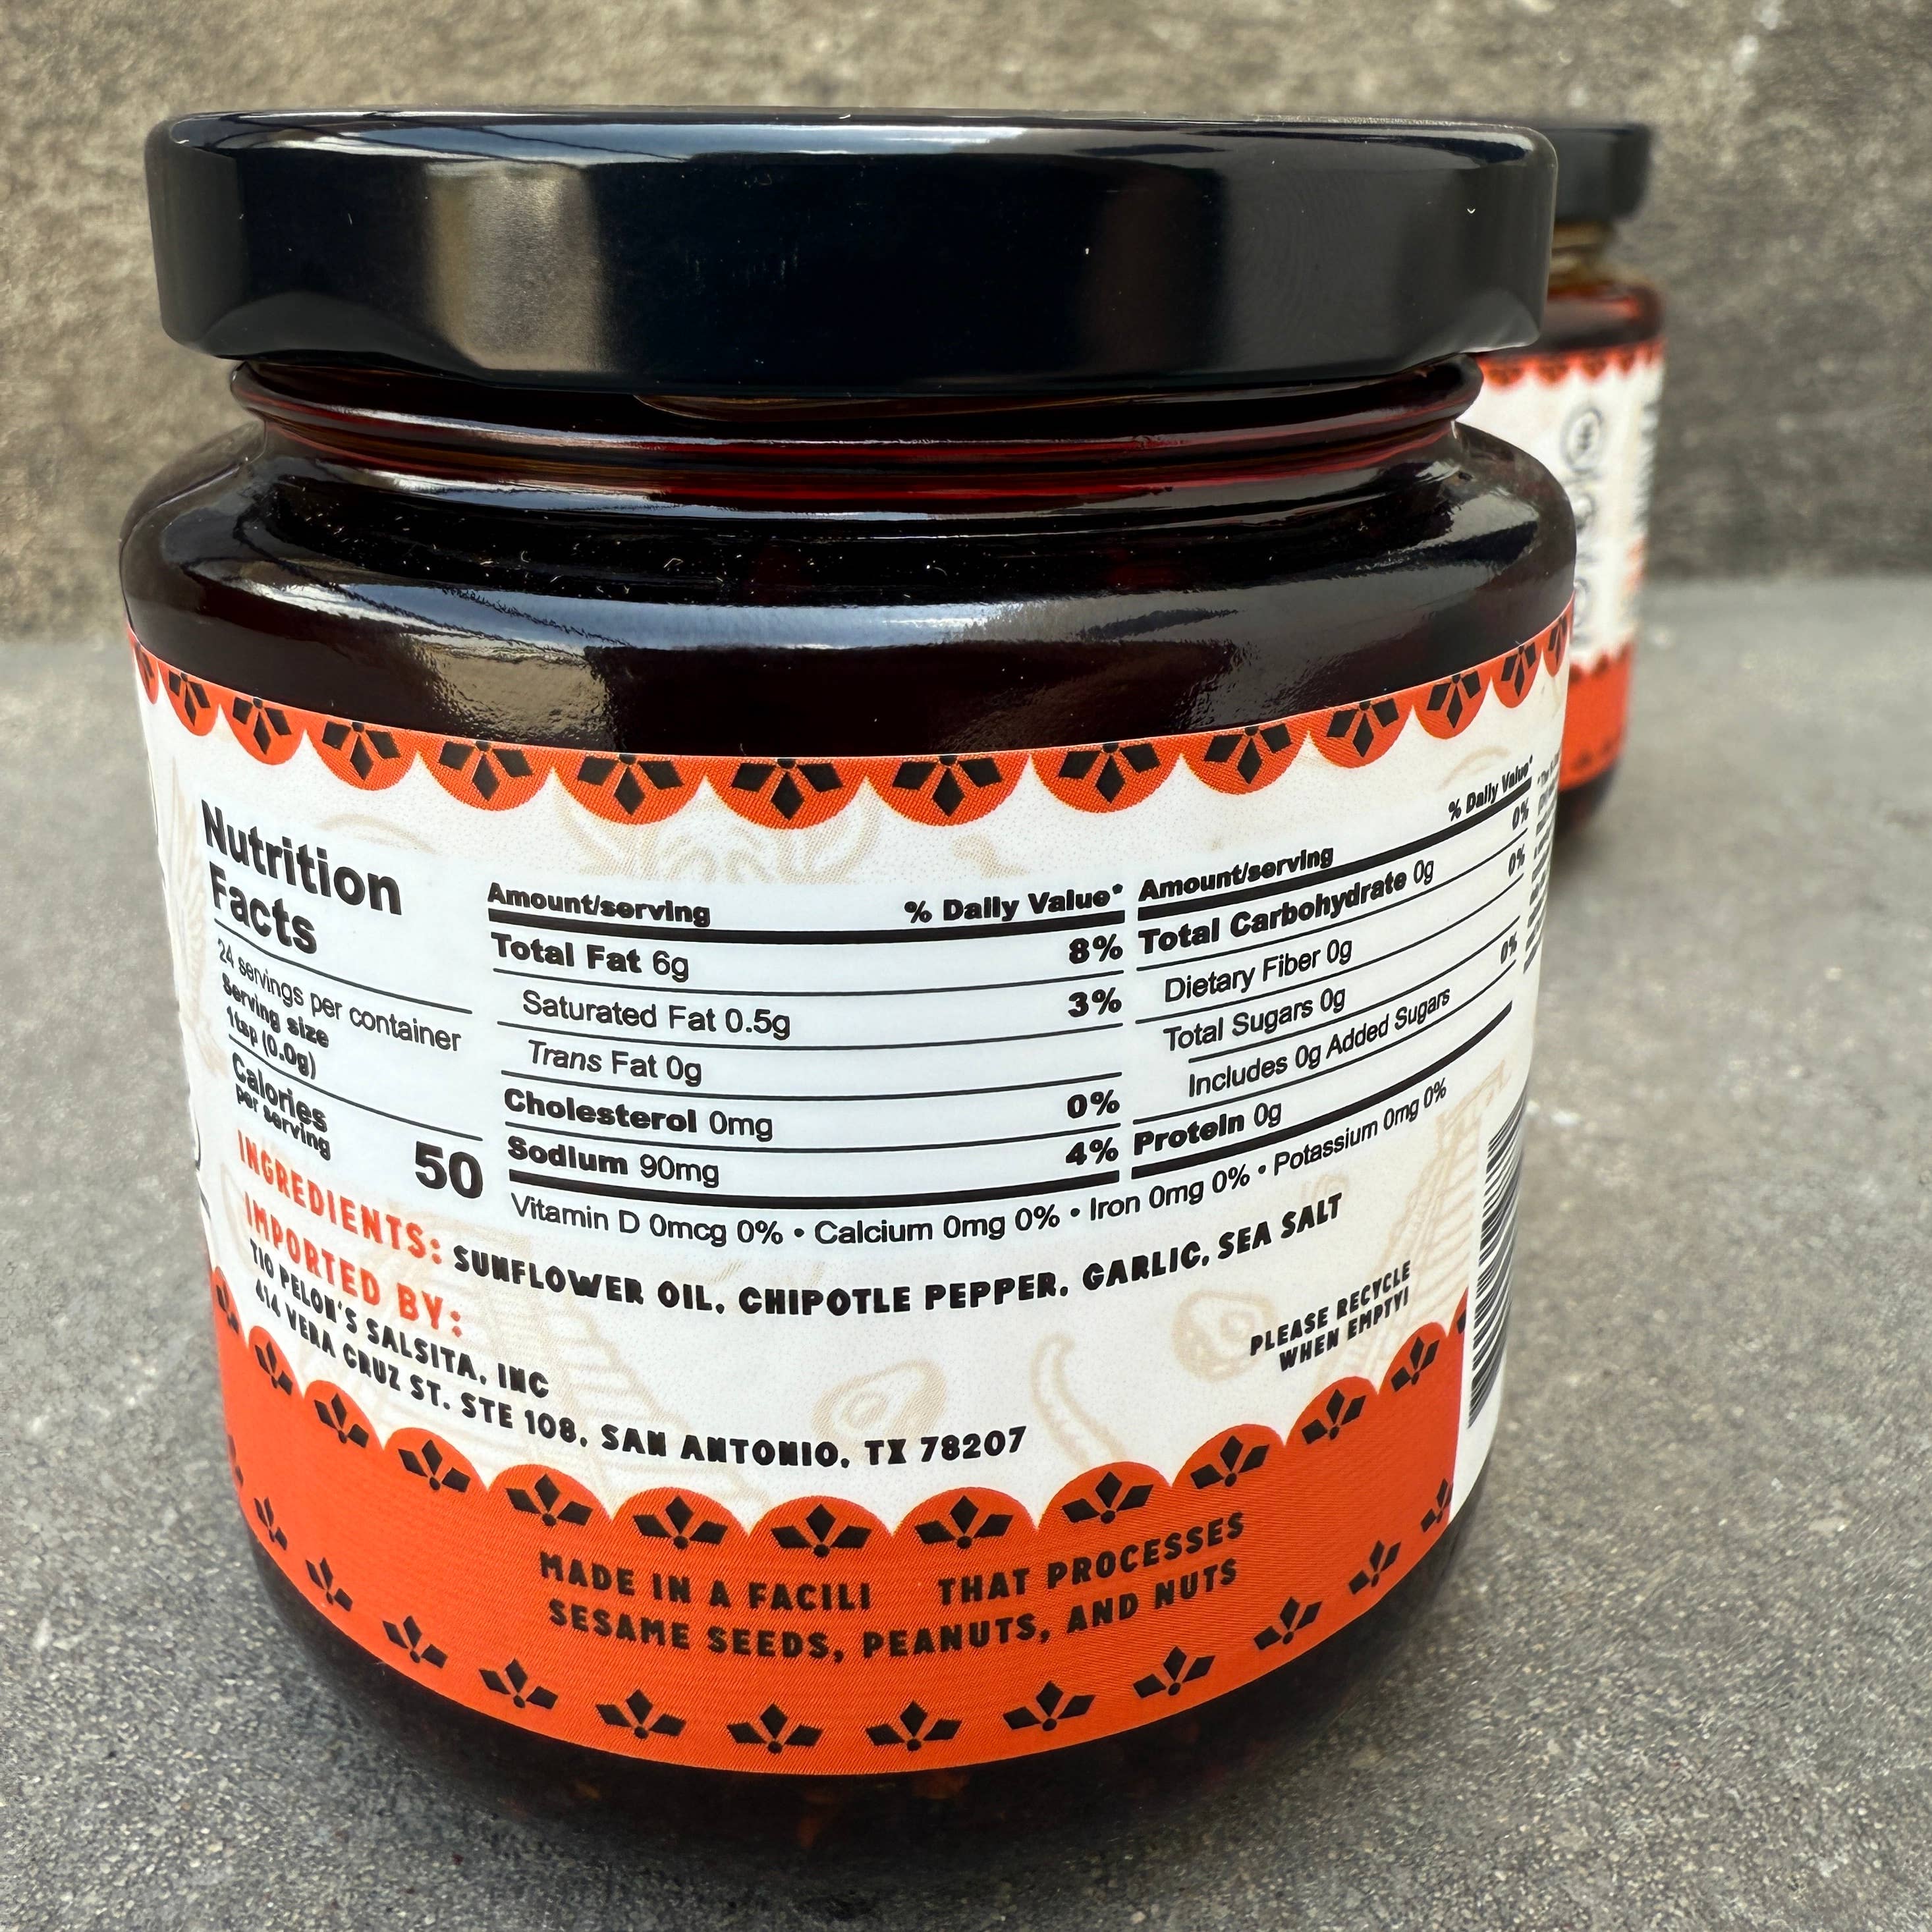 Nutrition
Facts
24 servings per container
Serving size
1 tsp (0.0g)
Calories
per serving
50
Amount/serving % Daily Value*
Total Fat 6g 8%
Saturated Fat 0.5g 3%
Trans Fat 0g
Cholesterol 0mg 0%
Sodium 90mg 4%
Amount/serving % Daily Value*
Total Carbohydrate 0g 0%
Dietary Fiber 0g 0%
Total Sugars 0g
Includes 0g Added Sugars 0%
Protein 0g
Vitamin D 0mcg 0% • Calcium 0mg 0% • Iron 0mg 0% • Potassium 0mg 0%
INGREDIENTS: SUNFLOWER OIL, CHIPOTLE PEPPER, GARLIC, SEA SALT
IMPORTED BY:
TIO PELON'S SALSITA, INC
414 VERA CRUZ ST. STE 108, SAN ANTONIO, TX 78207
PLEASE RECYCLE
WHEN EMPTY!
MADE IN A FACILI THAT PROCESSES
SESAME SEEDS, PEANUTS, AND NUTS